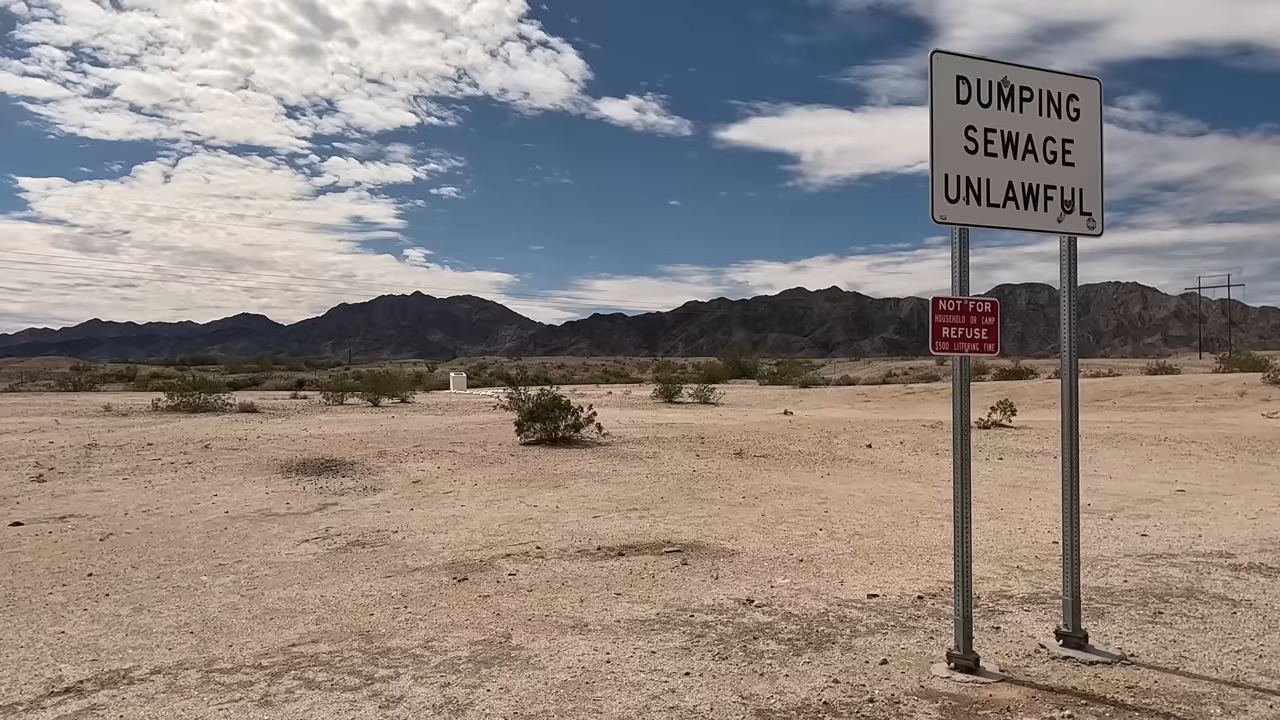 DUMPING
SEWAGE
UNLAWFUL
NOT FOR
HOUSEHOLD OR CAMP
REFUSE
$500 LITTERING FINE